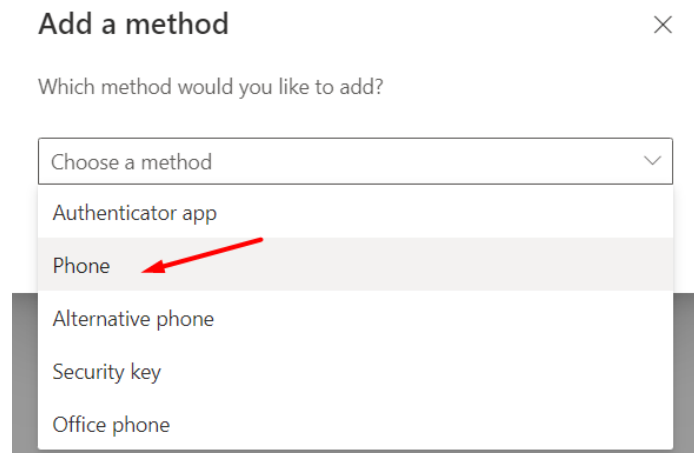 Add a method
Which method would you like to add?
Choose a method
Authenticator app
Phone
Alternative phone
Security key
Office phone